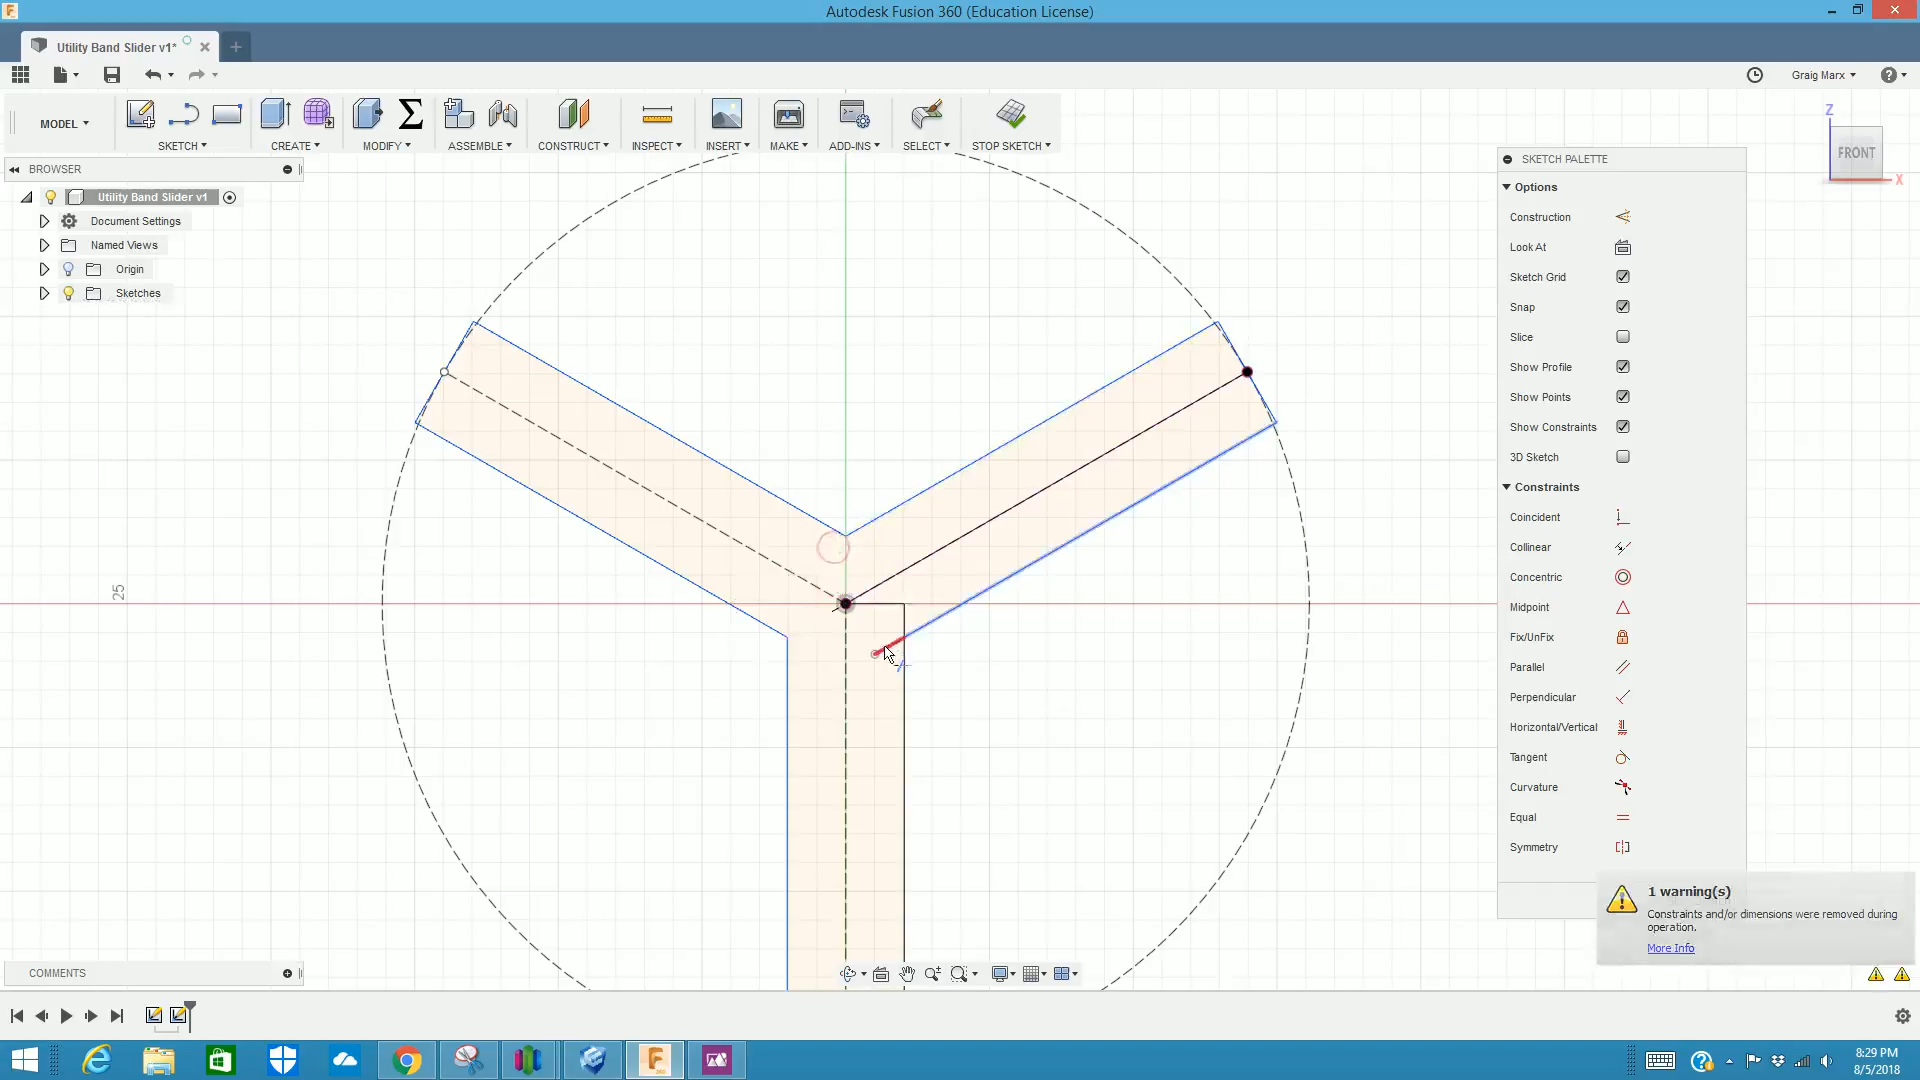 Autodesk Fusion 360 (Education License)
Utility Band Slider v1*
Graig Marx
MODEL
SKETCH
CREATE
MODIFY
ASSEMBLE
CONSTRUCT
INSPECT
INSERT
MAKE
ADD-INS
SELECT
STOP SKETCH
BROWSER
Utility Band Slider v1
Document Settings
Named Views
Origin
Sketches
Z
FRONT
X
25
SKETCH PALETTE
Options
Construction
Look At
Sketch Grid
Snap
Slice
Show Profile
Show Points
Show Constraints
3D Sketch
Constraints
Coincident
Collinear
Concentric
Midpoint
Fix/UnFix
Parallel
Perpendicular
Horizontal/Vertical
Tangent
Curvature
Equal
Symmetry
1 warning(s)
Constraints and/or dimensions were removed during
operation.
More Info
COMMENTS
8:29 PM
8/5/2018